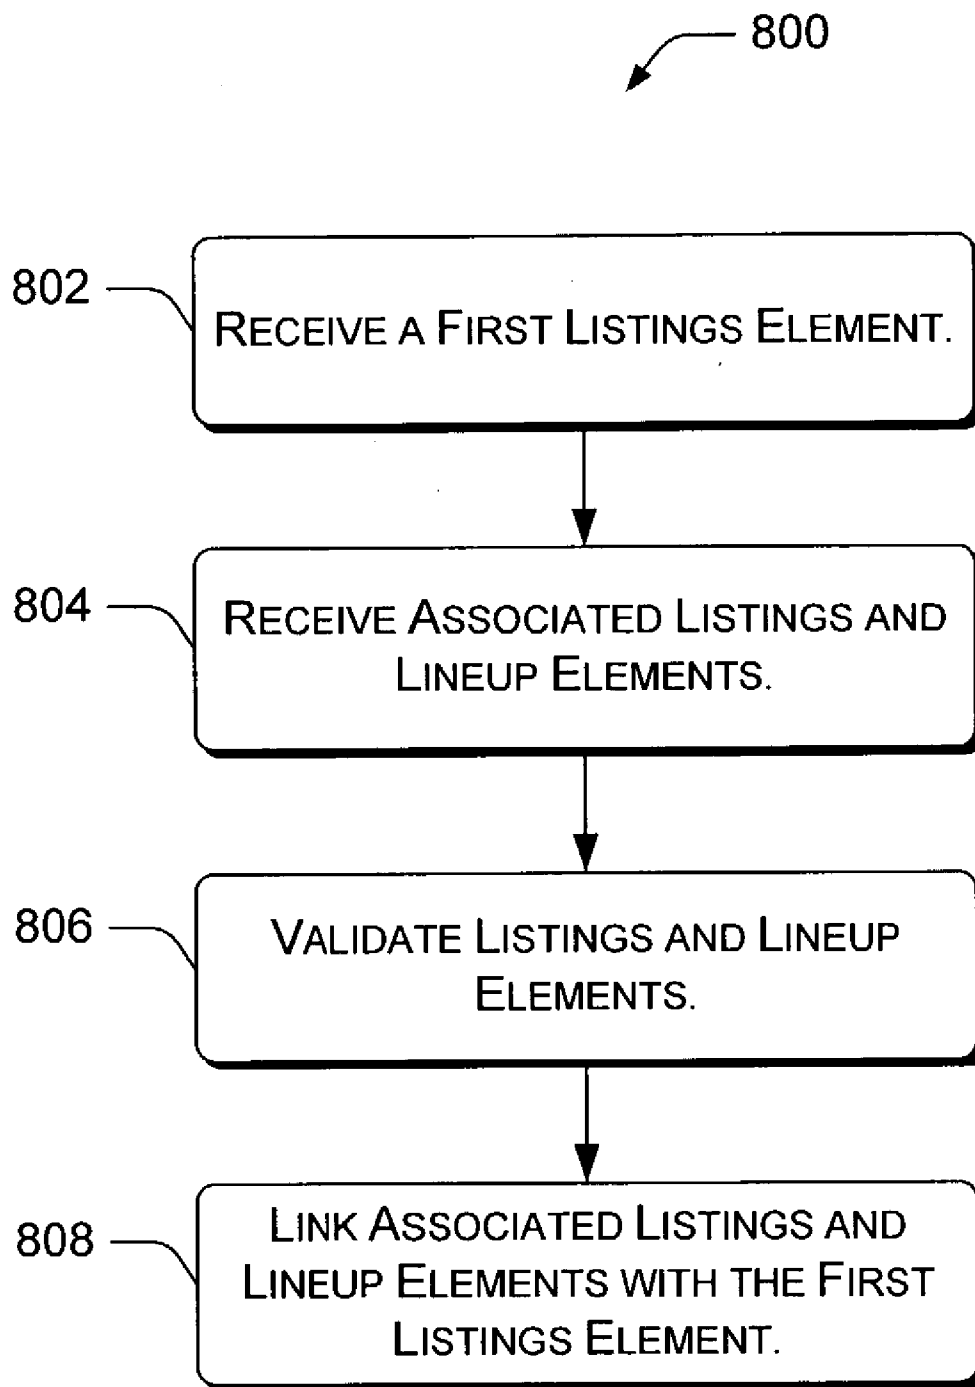 800
802
RECEIVE A FIRST LISTINGS ELEMENT.
804
RECEIVE ASSOCIATED LISTINGS AND
LINEUP ELEMENTS.
806
VALIDATE LISTINGS AND LINEUP
ELEMENTS.
808
LINK ASSOCIATED LISTINGS AND
LINEUP ELEMENTS WITH THE FIRST
LISTINGS ELEMENT.